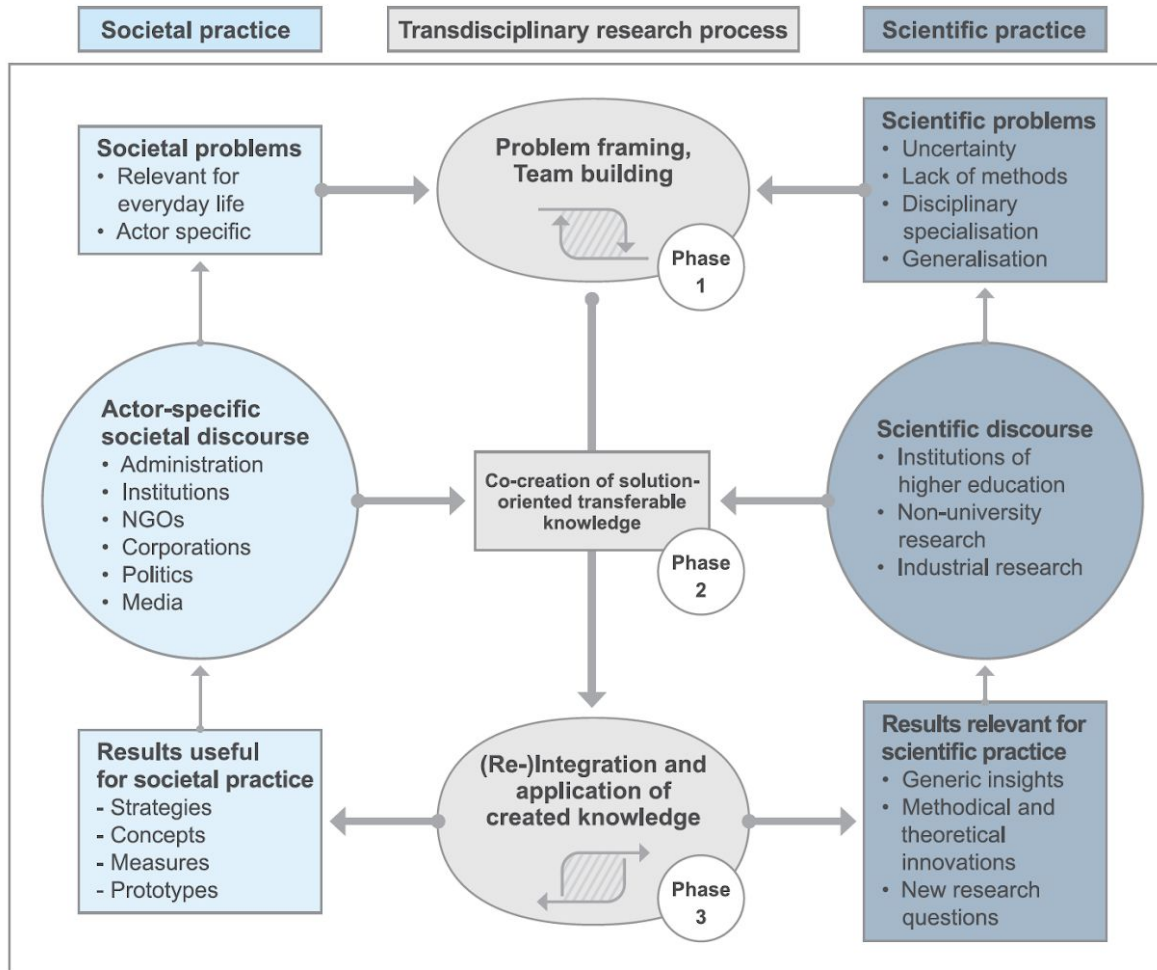 Societal practice
Transdisciplinary research process
Scientific practice
Societal problems
• Relevant for
everyday life
• Actor specific
Problem framing,
Team building
Phase
1
Scientific problems
• Uncertainty
• Lack of methods
• Disciplinary
specialisation
• Generalisation
Actor-specific
societal discourse
• Administration
• Institutions
• NGOs
• Corporations
• Politics
• Media
Co-creation of solution-
oriented transferable
knowledge
Phase
2
Scientific discourse
• Institutions of
higher education
• Non-university
research
• Industrial research
Results useful
for societal practice
- Strategies
- Concepts
- Measures
- Prototypes
(Re-)Integration and
application of
created knowledge
Phase
3
Results relevant for
scientific practice
• Generic insights
• Methodical and
theoretical
innovations
• New research
questions